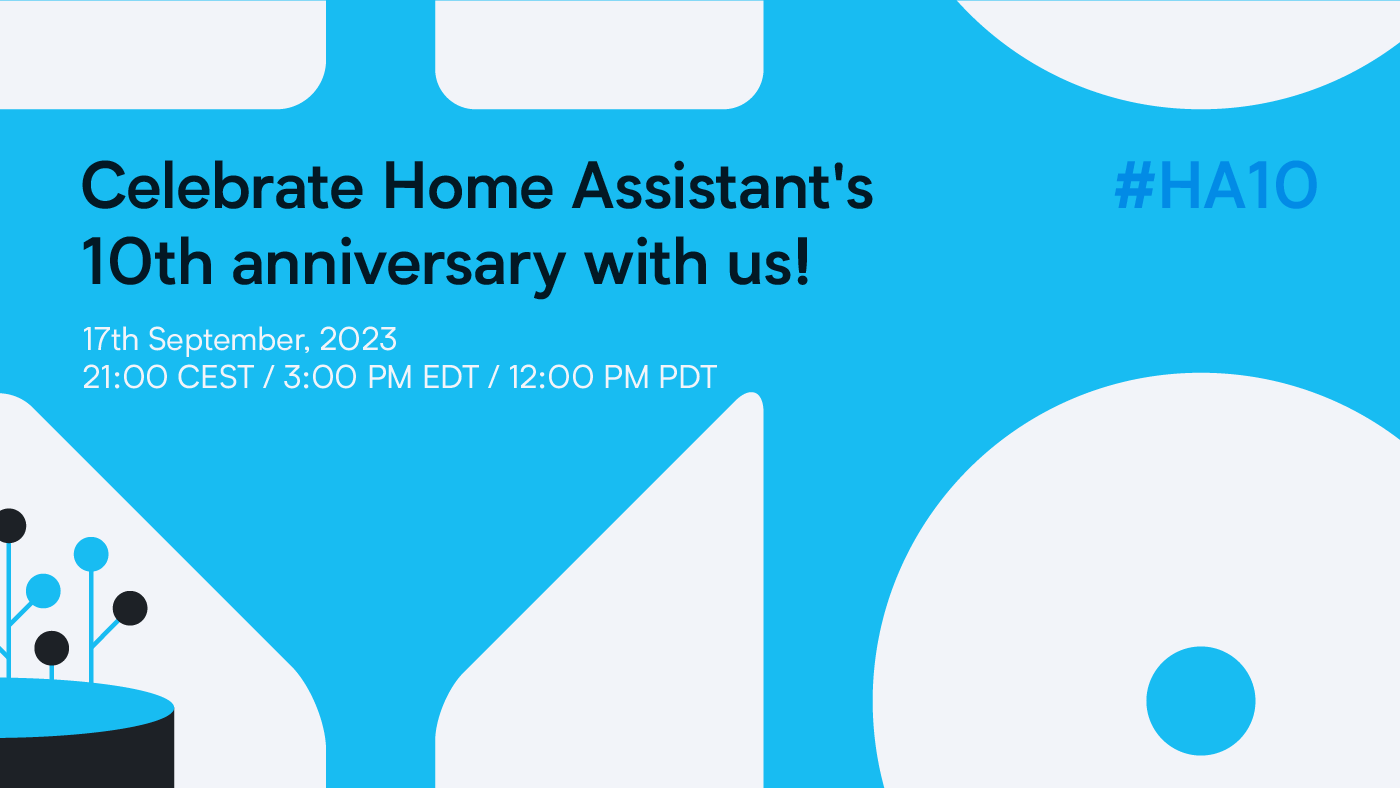 Celebrate Home Assistant's
#HA10
10th anniversary with us!
17th September, 2023
21:00 CEST / 3:00 PM EDT / 12:00 PM PDT